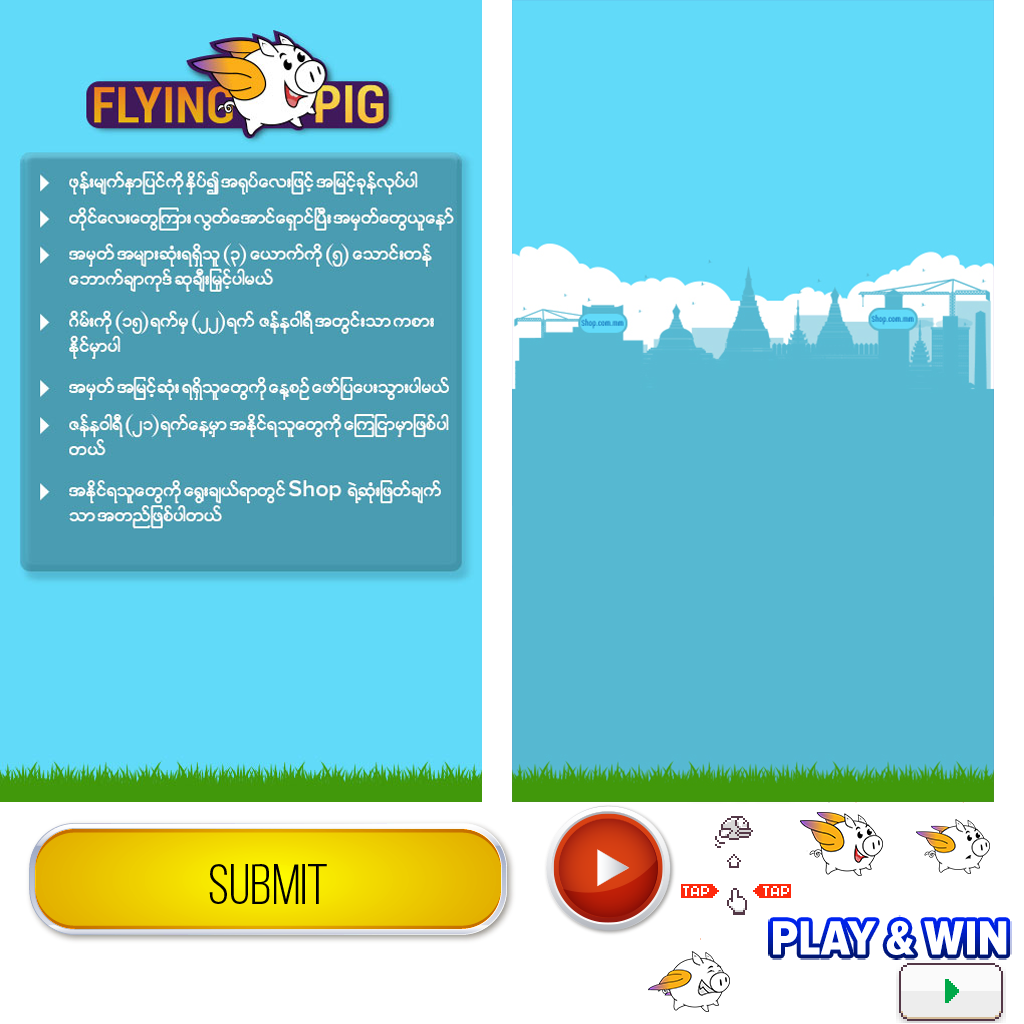 FLYING PIG
ဖုန်းမျက်နှာပြင်ကို နှိပ်၍ အရုပ်လေးဖြင့် အမြင့်ခုန်လုပ်ပါ
တိုင်လေးတွေကြား လွတ်အောင်ရှောင်ပြီး အမှတ်တွေယူနော်
အမှတ် အများဆုံးရရှိသူ (၃) ယောက်ကို (၅) သောင်းတန်
ဘောက်ချာကုဒ် ဆုချီးမြှင့်ပါမယ်
ဂိမ်းကို (၁၅)ရက်မှ (၂၂)ရက် ဇန်နဝါရီ အတွင်းသာ ကစား
နိုင်မှာပါ
အမှတ် အမြင့်ဆုံး ရရှိသူတွေကို နေ့စဉ် ဖော်ပြပေးသွားပါမယ်
ဇန်နဝါရီ (၂၁)ရက်နေ့မှာ အနိုင်ရသူတွေကို ကြေငြာမှာဖြစ်ပါ
တယ်
အနိုင်ရသူတွေကို ရွေးချယ်ရာတွင် Shop ရဲ့ဆုံးဖြတ်ချက်
သာ အတည်ဖြစ်ပါတယ်
Shop.com.mm
Shop.com.mm
SUBMIT
TAP TAP
PLAY & WIN